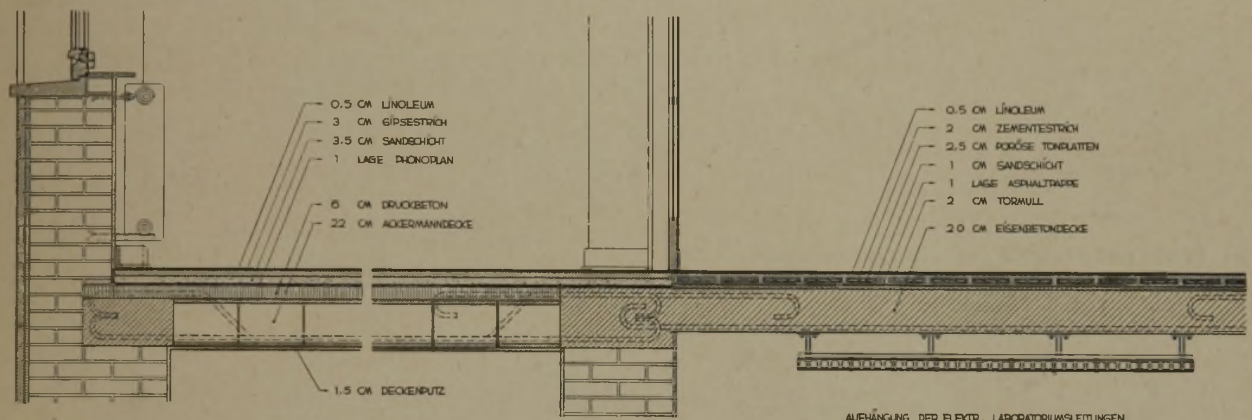 0.5 CM LINOLEUM
3 CM GIPSESTRICH
3.5 CM SANDSCHICHT
1 LAGE PHONOPLAN
6 CM DRUCKBETON
22 CM ACKERMANNDECKE
1.5 CM DECKENPUTZ
0.5 CM LINOLEUM
2 CM ZEMENTESTRICH
2.5 CM PORÖSE TONPLATTEN
1 CM SANDSCHICHT
1 LAGE ASPHALTPAPPE
2 CM TORMULL
20 CM EISENBETONDECKE
AUFHÄNGUNG DER ELEKTR. LABORATORIUMSLEITUNGEN